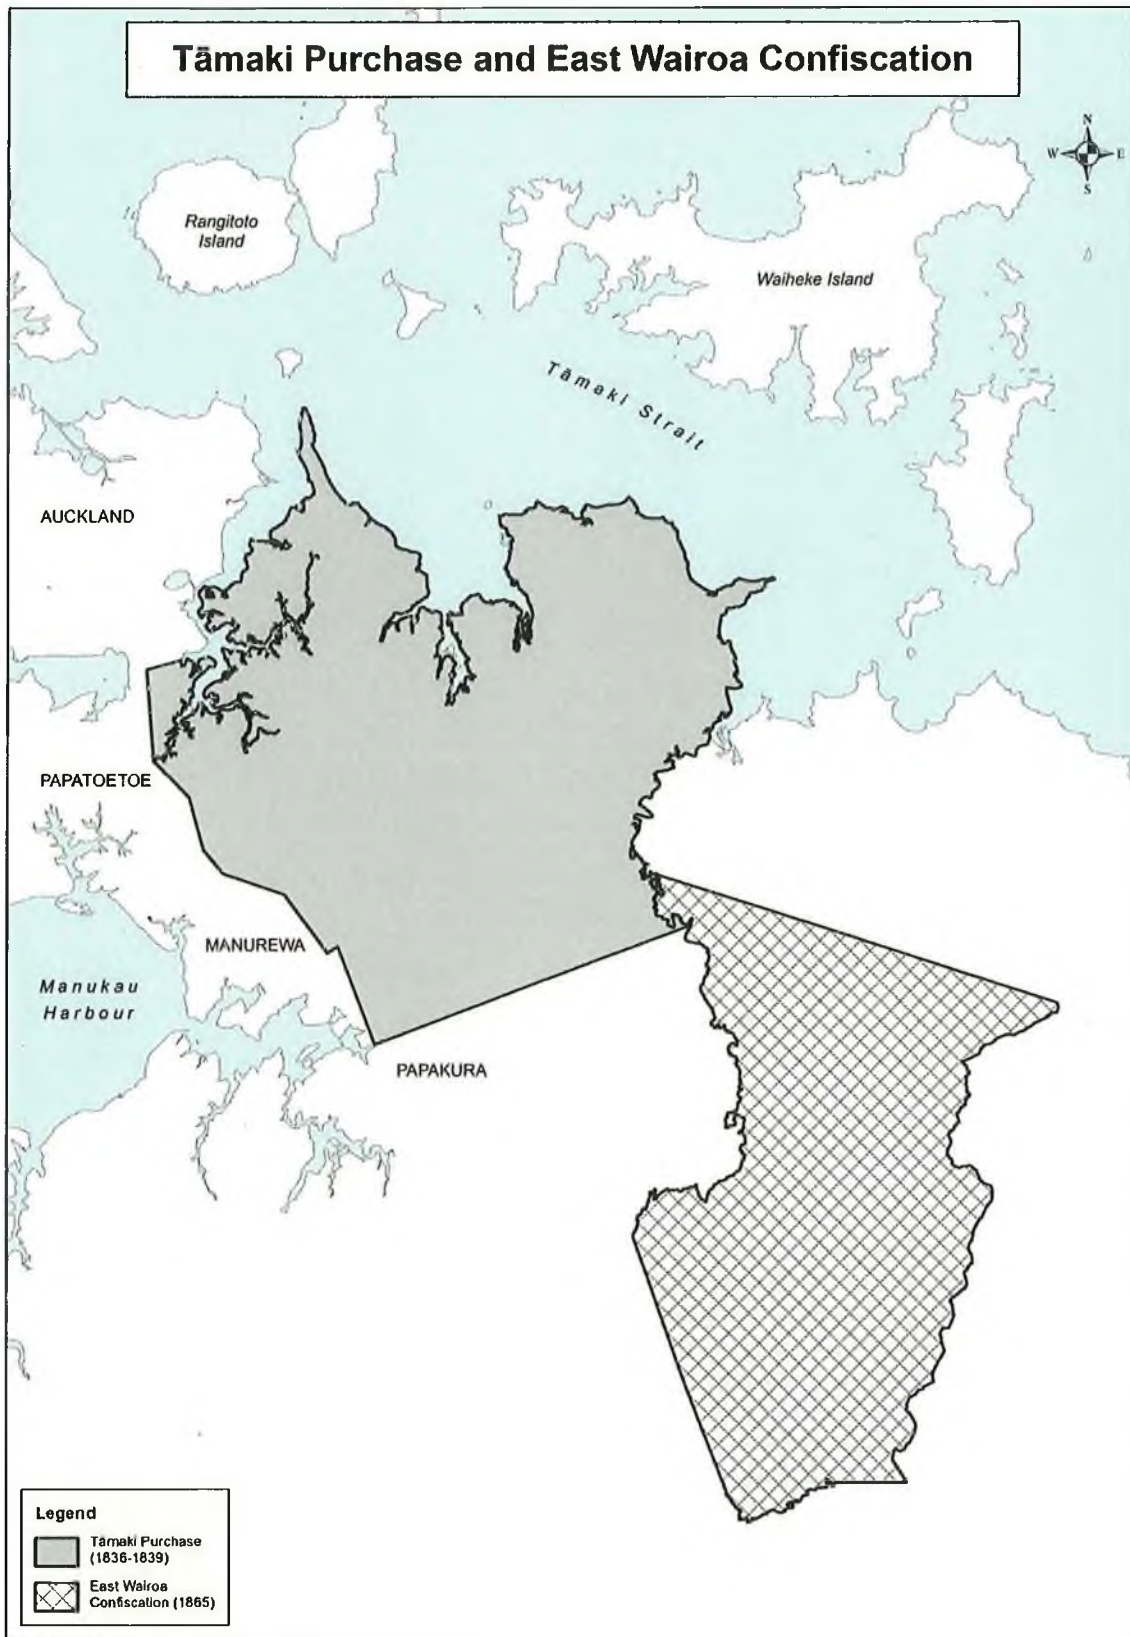 Tāmaki Purchase and East Wairoa Confiscation
N
W E
S
Rangitoto
Island
Waiheke Island
Tāmaki Strait
AUCKLAND
PAPATOETOE
MANUREWA
Manukau
Harbour
PAPAKURA
Legend
Tāmaki Purchase
(1836-1839)
East Wairoa
Confiscation (1865)